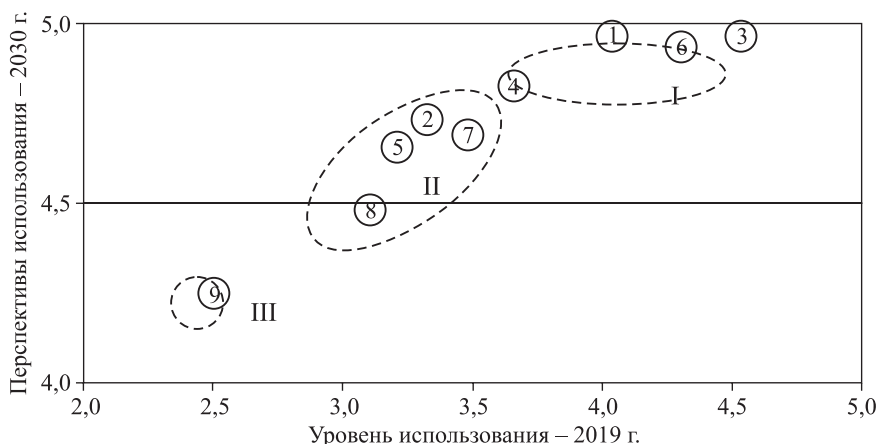 Перспективы использования – 2030 г.
5,0
4,5
4,0
1
6
3
4
I
2
5
7
II
8
9
III
2,0 2,5 3,0 3,5 4,0 4,5 5,0
Уровень использования – 2019 г.